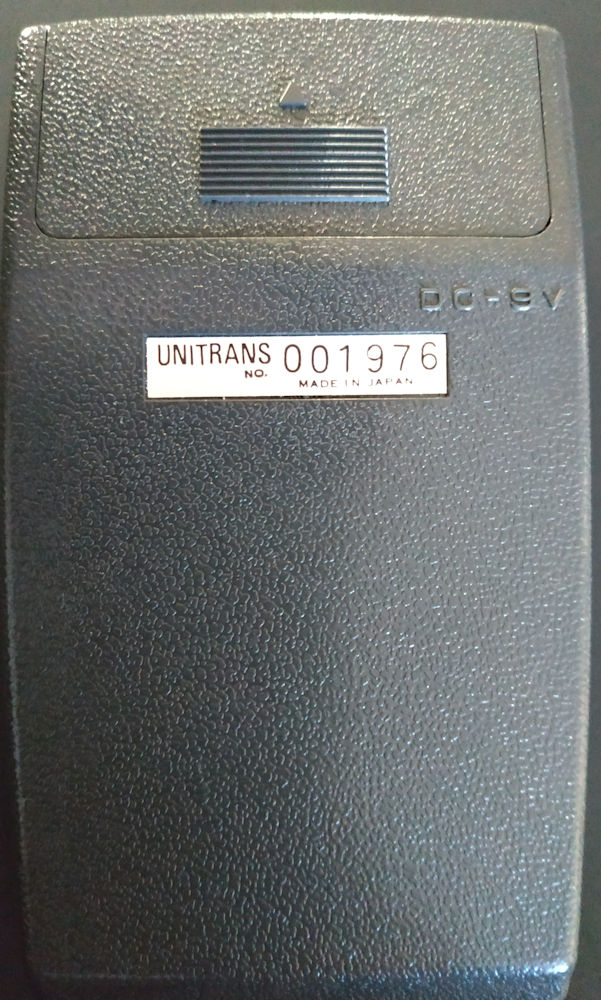 DC-9V
UNITRANS 001976
NO. MADE IN JAPAN